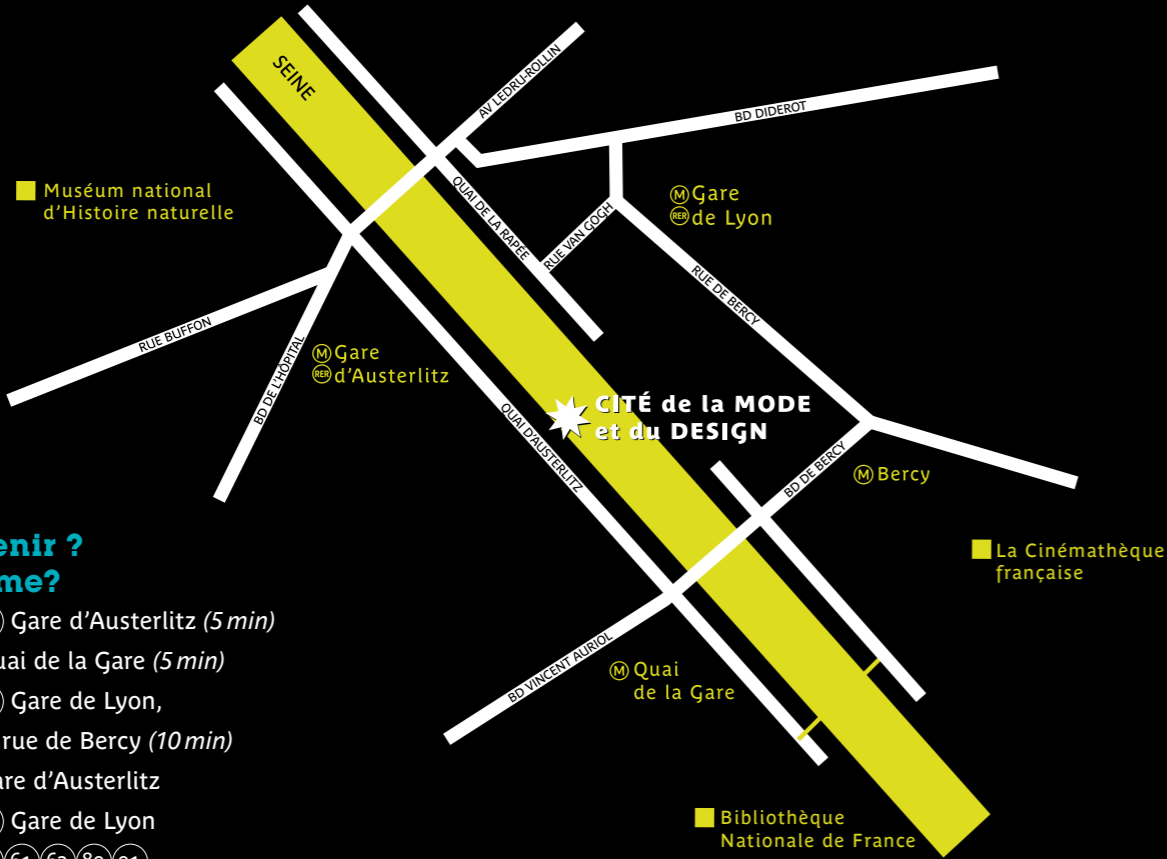 SEINE
AV LEDRU-ROLLIN
BD DIDEROT
Muséum national
d'Histoire naturelle
QUAI DE LA RAPÉE
RUE VAN GOGH
M Gare
RER de Lyon
RUE DE BERCY
RUE BUFFON
BD DE L'HÔPITAL
M Gare
RER d'Austerlitz
QUAI D'AUSTERLITZ
CITÉ de la MODE
et du DESIGN
BD DE BERCY
M Bercy
La Cinémathèque
française
BD VINCENT AURIOL
M Quai
de la Gare
Bibliothèque
Nationale de France
enir ?
me?
Gare d'Austerlitz (5 min)
uai de la Gare (5 min)
Gare de Lyon,
rue de Bercy (10 min)
are d'Austerlitz
Gare de Lyon